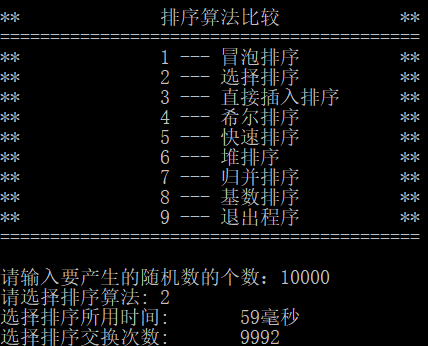 ** 排序算法比较 **
==========================================
** 1 --- 冒泡排序 **
** 2 --- 选择排序 **
** 3 --- 直接插入排序 **
** 4 --- 希尔排序 **
** 5 --- 快速排序 **
** 6 --- 堆排序 **
** 7 --- 归并排序 **
** 8 --- 基数排序 **
** 9 --- 退出程序 **
==========================================
请输入要产生的随机数的个数: 10000
请选择排序算法: 2
选择排序所用时间: 59毫秒
选择排序交换次数: 9992